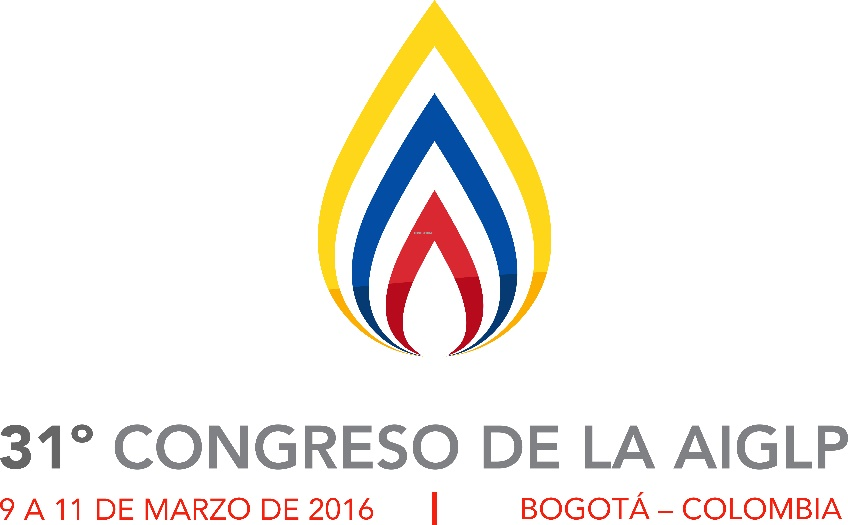 31° CONGRESO DE LA AIGLP
9 A 11 DE MARZO DE 2016 | BOGOTÁ – COLOMBIA